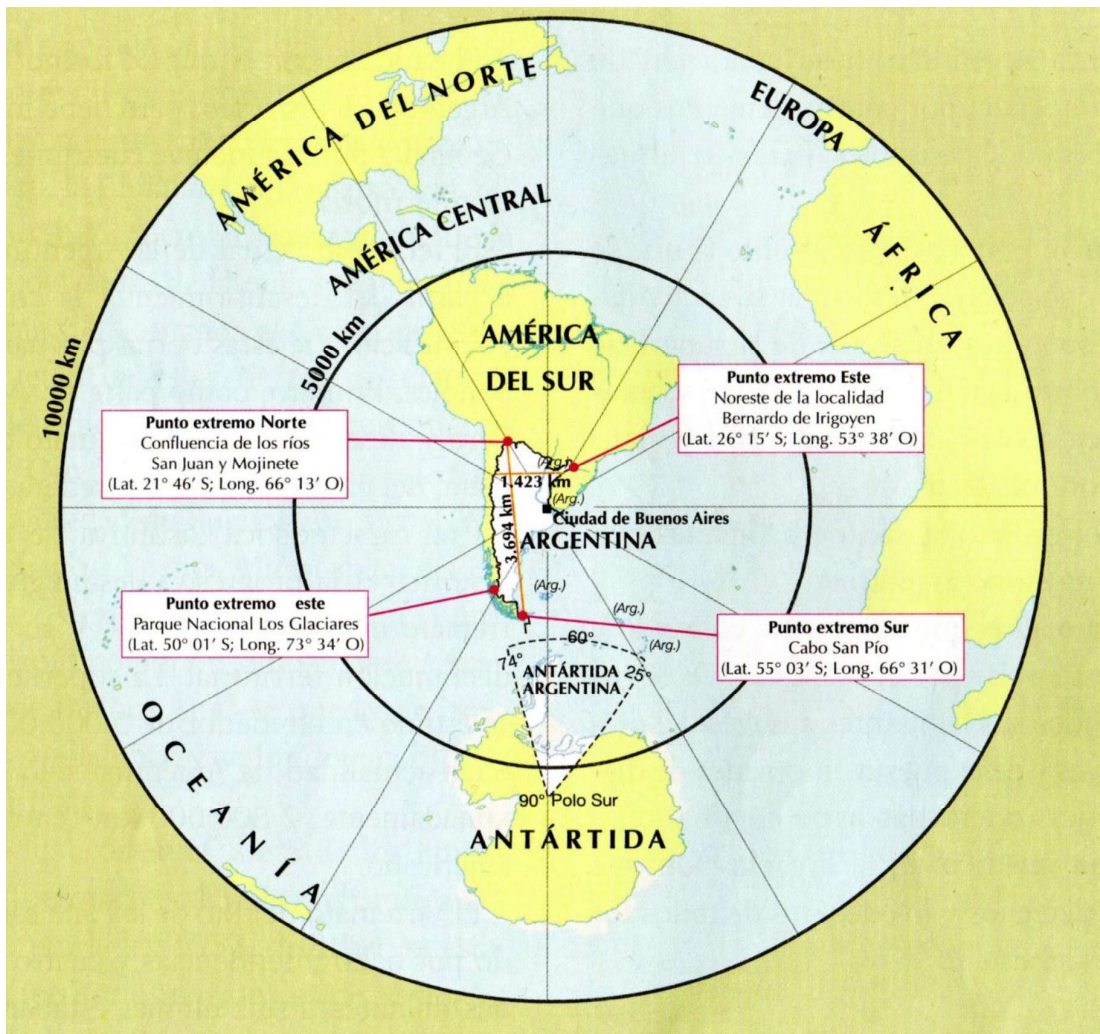 AMÉRICA DEL NORTE
AMÉRICA CENTRAL
EUROPA
ÁFRICA
10000 km
5000 km
AMÉRICA
DEL SUR
Punto extremo Norte
Confluencia de los ríos
San Juan y Mojinete
(Lat. 21° 46′ S; Long. 66° 13′ O)
Punto extremo Este
Noreste de la localidad
Bernardo de Irigoyen
(Lat. 26° 15′ S; Long. 53° 38′ O)
(Arg.)
1.423 km
(Arg.)
3.694 km
Ciudad de Buenos Aires
ARGENTINA
(Arg.)
(Arg.)
(Arg.)
Punto extremo este
Parque Nacional Los Glaciares
(Lat. 50° 01′ S; Long. 73° 34′ O)
Punto extremo Sur
Cabo San Pío
(Lat. 55° 03′ S; Long. 66° 31′ O)
60°
74°
25°
ANTÁRTIDA
ARGENTINA
OCEANÍA
90° Polo Sur
ANTÁRTIDA